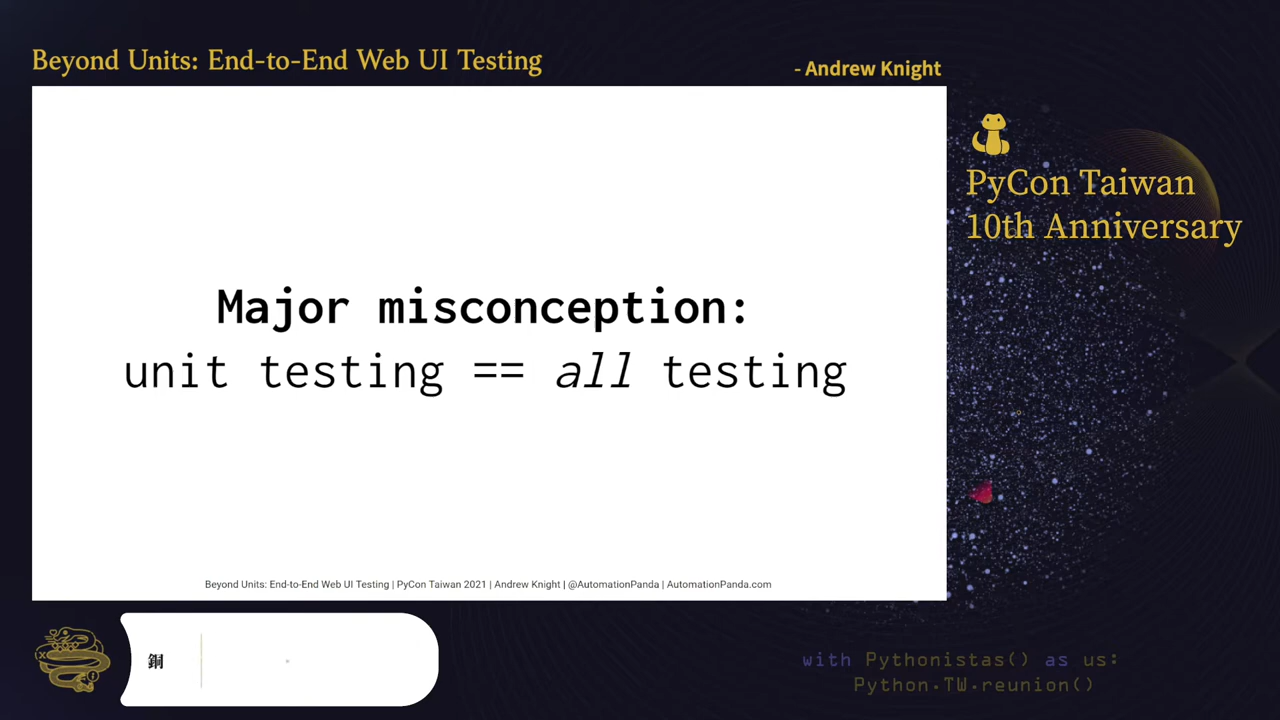 Beyond Units: End-to-End Web UI Testing
- Andrew Knight
PyCon Taiwan
10th Anniversary
Major misconception:
unit testing == all testing
Beyond Units: End-to-End Web UI Testing | PyCon Taiwan 2021 | Andrew Knight | @AutomationPanda | AutomationPanda.com
銅
with Pythonistas() as us:
Python.TW.reunion()